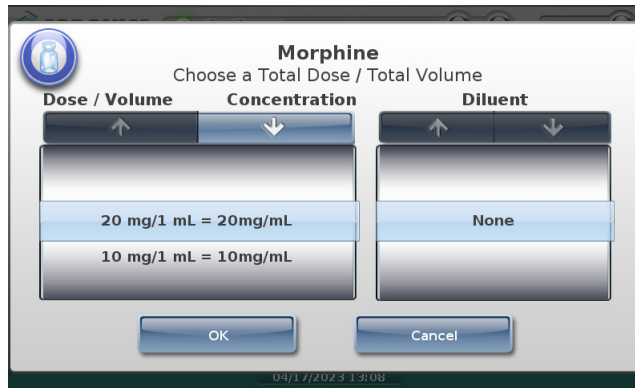 Morphine
Choose a Total Dose / Total Volume
Dose / Volume Concentration Diluent
20 mg/1 mL = 20mg/mL None
10 mg/1 mL = 10mg/mL
OK Cancel
04/17/2023 13:08